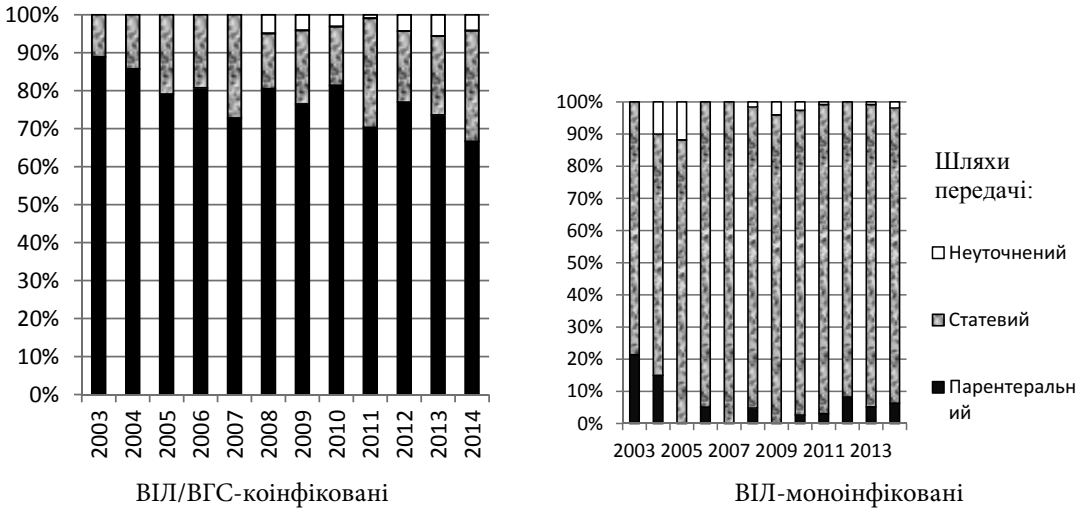 100%
90%
80%
70%
60%
50%
40%
30%
20%
10%
0%
2003 2004 2005 2006 2007 2008 2009 2010 2011 2012 2013 2014
ВІЛ/ВГС-коінфіковані
100%
90%
80%
70%
60%
50%
40%
30%
20%
10%
0%
2003 2005 2007 2009 2011 2013
ВІЛ-моноінфіковані
Шляхи
передачі:
Неуточнений
Статевий
Парентеральн
ий